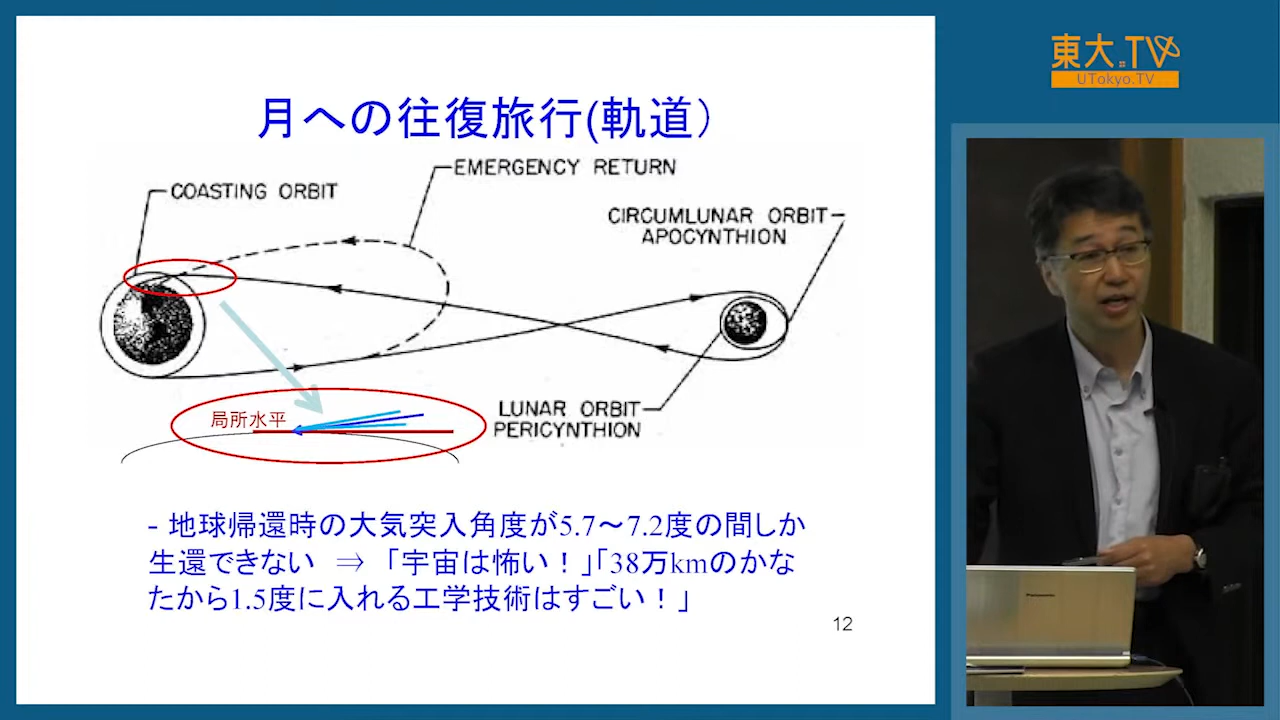 東大.TV
UTokyo.TV
月への往復旅行(軌道）
EMERGENCY RETURN
COASTING ORBIT
CIRCUMLUNAR ORBIT
APOCYNTHION
LUNAR ORBIT
PERICYNTHION
局所水平
- 地球帰還時の大気突入角度が5.7～7.2度の間しか
生還できない ⇒ 「宇宙は怖い！」「38万kmのかな
たから1.5度に入れる工学技術はすごい！」
12
Panasonic